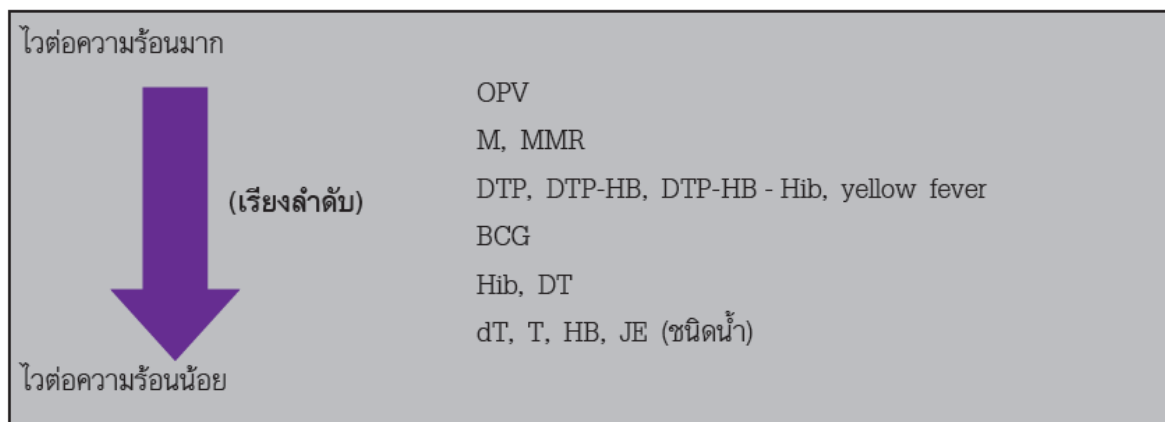 ไวต่อความร้อนมาก
OPV
M, MMR
DTP, DTP-HB, DTP-HB - Hib, yellow fever
(เรียงลำดับ)
BCG
Hib, DT
dT, T, HB, JE (ชนิดน้ำ)
ไวต่อความร้อนน้อย